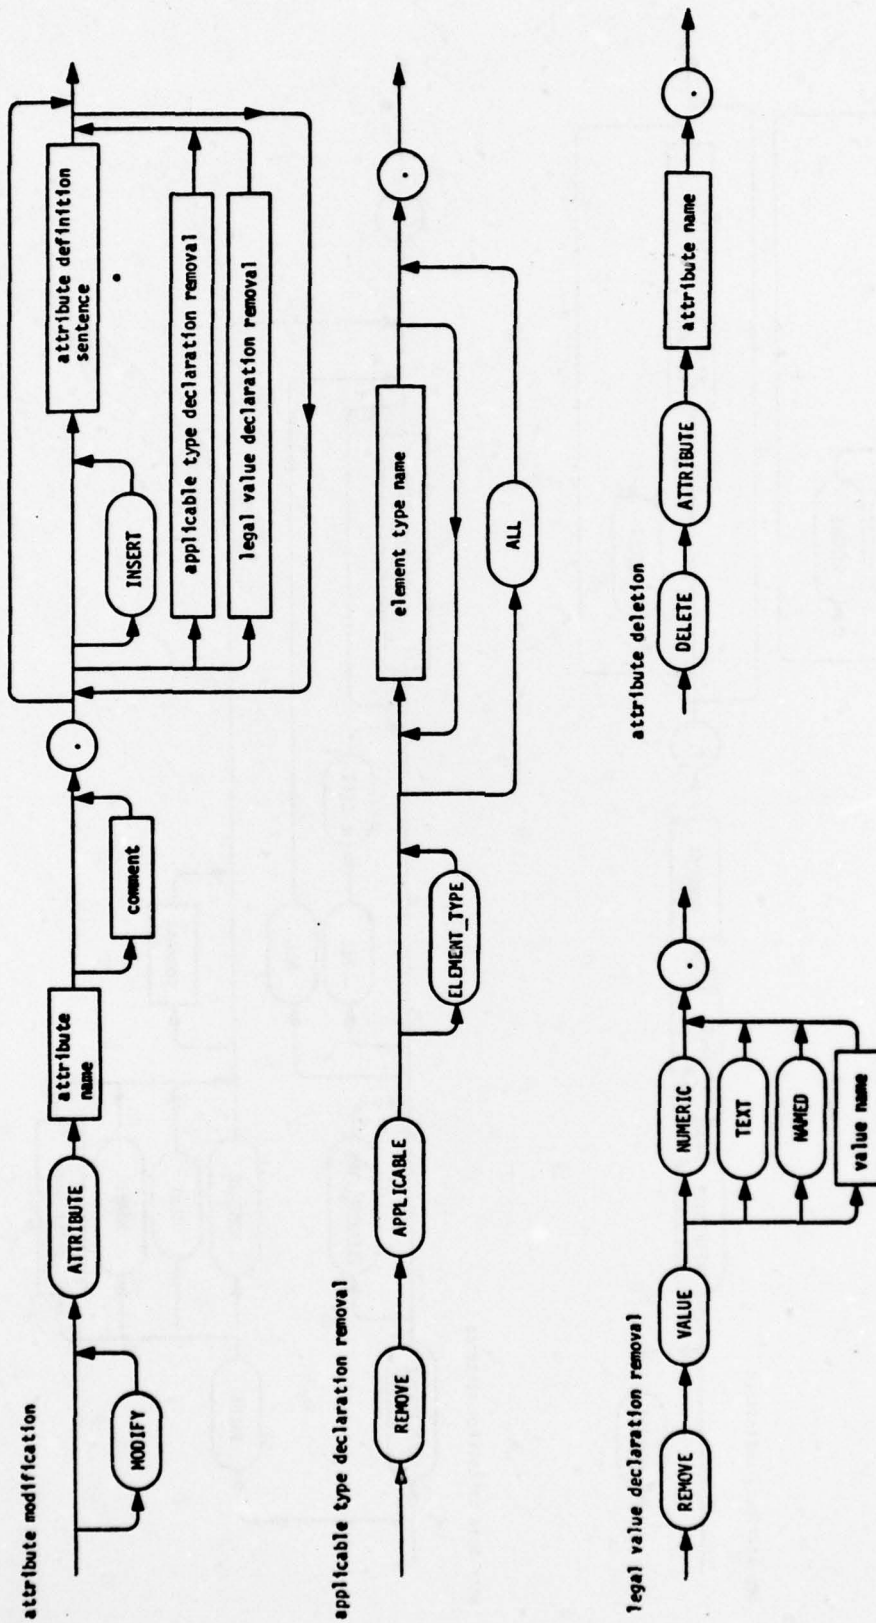 attribute modification
MODIFY
ATTRIBUTE
attribute
name
comment
.
INSERT
attribute definition
sentence
applicable type declaration removal
legal value declaration removal
applicable type declaration removal
REMOVE
APPLICABLE
ELEMENT_TYPE
element type name
ALL
.
legal value declaration removal
REMOVE
VALUE
NUMERIC
TEXT
NAMED
value name
.
attribute deletion
DELETE
ATTRIBUTE
attribute name
.